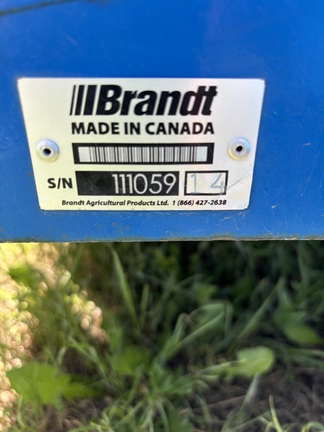 Brandt
MADE IN CANADA
S/N 111059 14
Brandt Agricultural Products Ltd. 1 (866) 427-2638